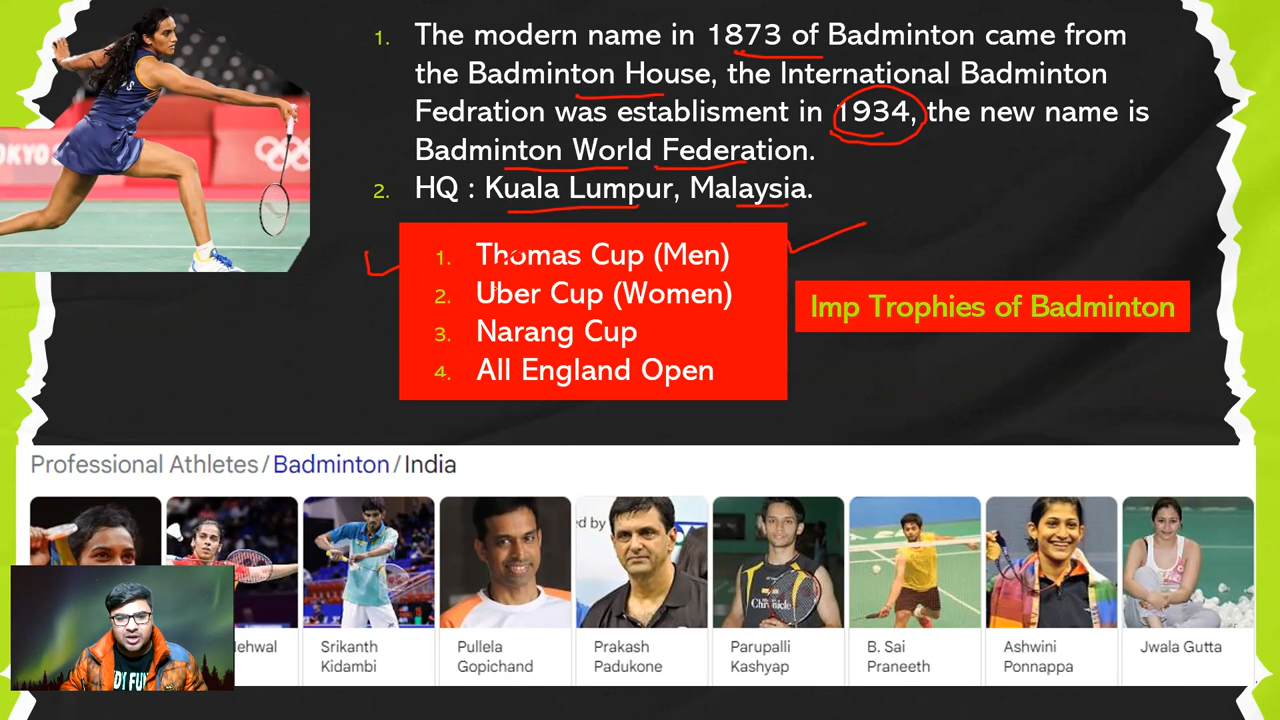 1. The modern name in 1873 of Badminton came from
the Badminton House, the International Badminton
Fedration was establisment in 1934, the new name is
Badminton World Federation.
2. HQ : Kuala Lumpur, Malaysia.
1. Thomas Cup (Men)
2. Uber Cup (Women)
3. Narang Cup
4. All England Open
Imp Trophies of Badminton
Professional Athletes/Badminton/India
ed by
Chronicle
Srikanth
Kidambi
Pullela
Gopichand
Prakash
Padukone
Parupalli
Kashyap
B. Sai
Praneeth
Ashwini
Ponnappa
Jwala Gutta